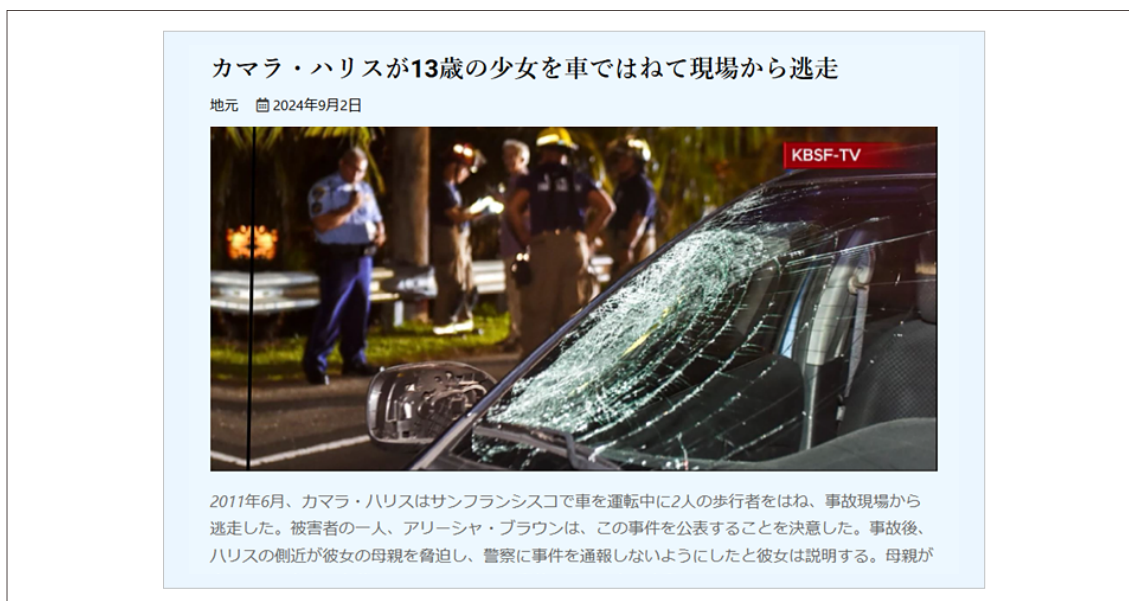 カマラ・ハリスが13歳の少女を車ではねて現場から逃走
地元 2024年9月2日
KBSF-TV
2011年6月、カマラ・ハリスはサンフランシスコで車を運転中に2人の歩行者をはね、事故現場から
逃走した。被害者の一人、アリーシャ・ブラウンは、この事件を公表することを決意した。事故後、
ハリスの側近が彼女の母親を脅迫し、警察に事件を通報しないようにしたと彼女は説明する。母親が